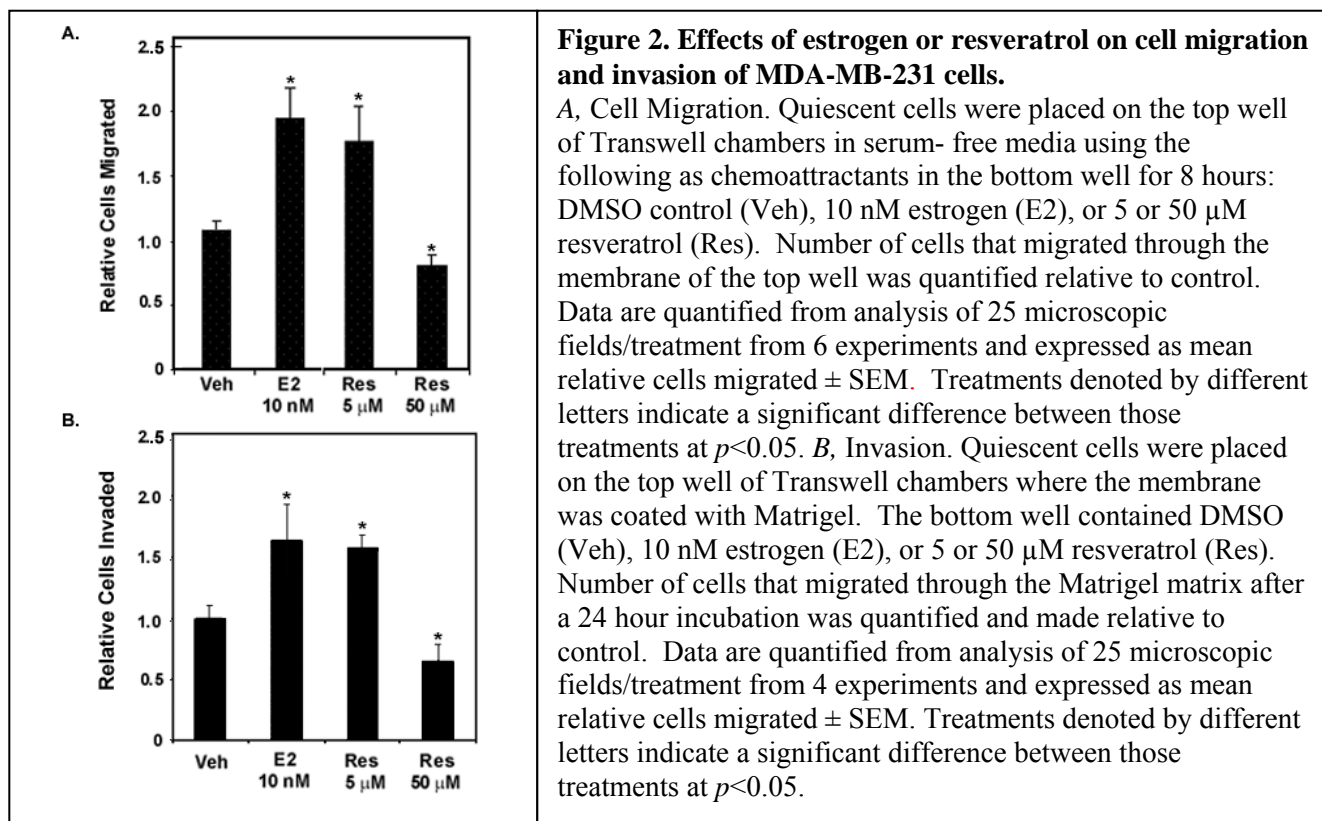 A.
2.5
2.0
1.5
1.0
0.5
0
Relative Cells Migrated
*
*
*
Veh
E2
10 nM
Res
5 µM
Res
50 µM
B.
2.5
2.0
1.5
1.0
0.5
0
Relative Cells Invaded
*
*
*
Veh
E2
10 nM
Res
5 µM
Res
50 µM
Figure 2. Effects of estrogen or resveratrol on cell migration
and invasion of MDA-MB-231 cells.
A, Cell Migration. Quiescent cells were placed on the top well
of Transwell chambers in serum- free media using the
following as chemoattractants in the bottom well for 8 hours:
DMSO control (Veh), 10 nM estrogen (E2), or 5 or 50 µM
resveratrol (Res).  Number of cells that migrated through the
membrane of the top well was quantified relative to control.
Data are quantified from analysis of 25 microscopic
fields/treatment from 6 experiments and expressed as mean
relative cells migrated ± SEM.  Treatments denoted by different
letters indicate a significant difference between those
treatments at p<0.05. B, Invasion. Quiescent cells were placed
on the top well of Transwell chambers where the membrane
was coated with Matrigel.  The bottom well contained DMSO
(Veh), 10 nM estrogen (E2), or 5 or 50 µM resveratrol (Res).
Number of cells that migrated through the Matrigel matrix after
a 24 hour incubation was quantified and made relative to
control.  Data are quantified from analysis of 25 microscopic
fields/treatment from 4 experiments and expressed as mean
relative cells migrated ± SEM. Treatments denoted by different
letters indicate a significant difference between those
treatments at p<0.05.